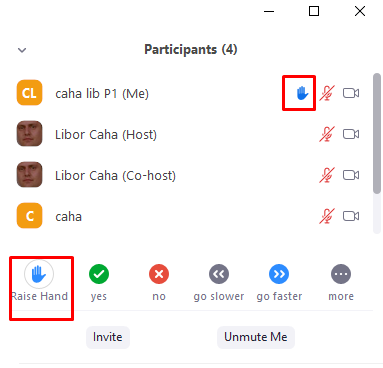 Participants (4)
CL caha lib P1 (Me)
Libor Caha (Host)
Libor Caha (Co-host)
C caha
Raise Hand yes no go slower go faster more
Invite Unmute Me